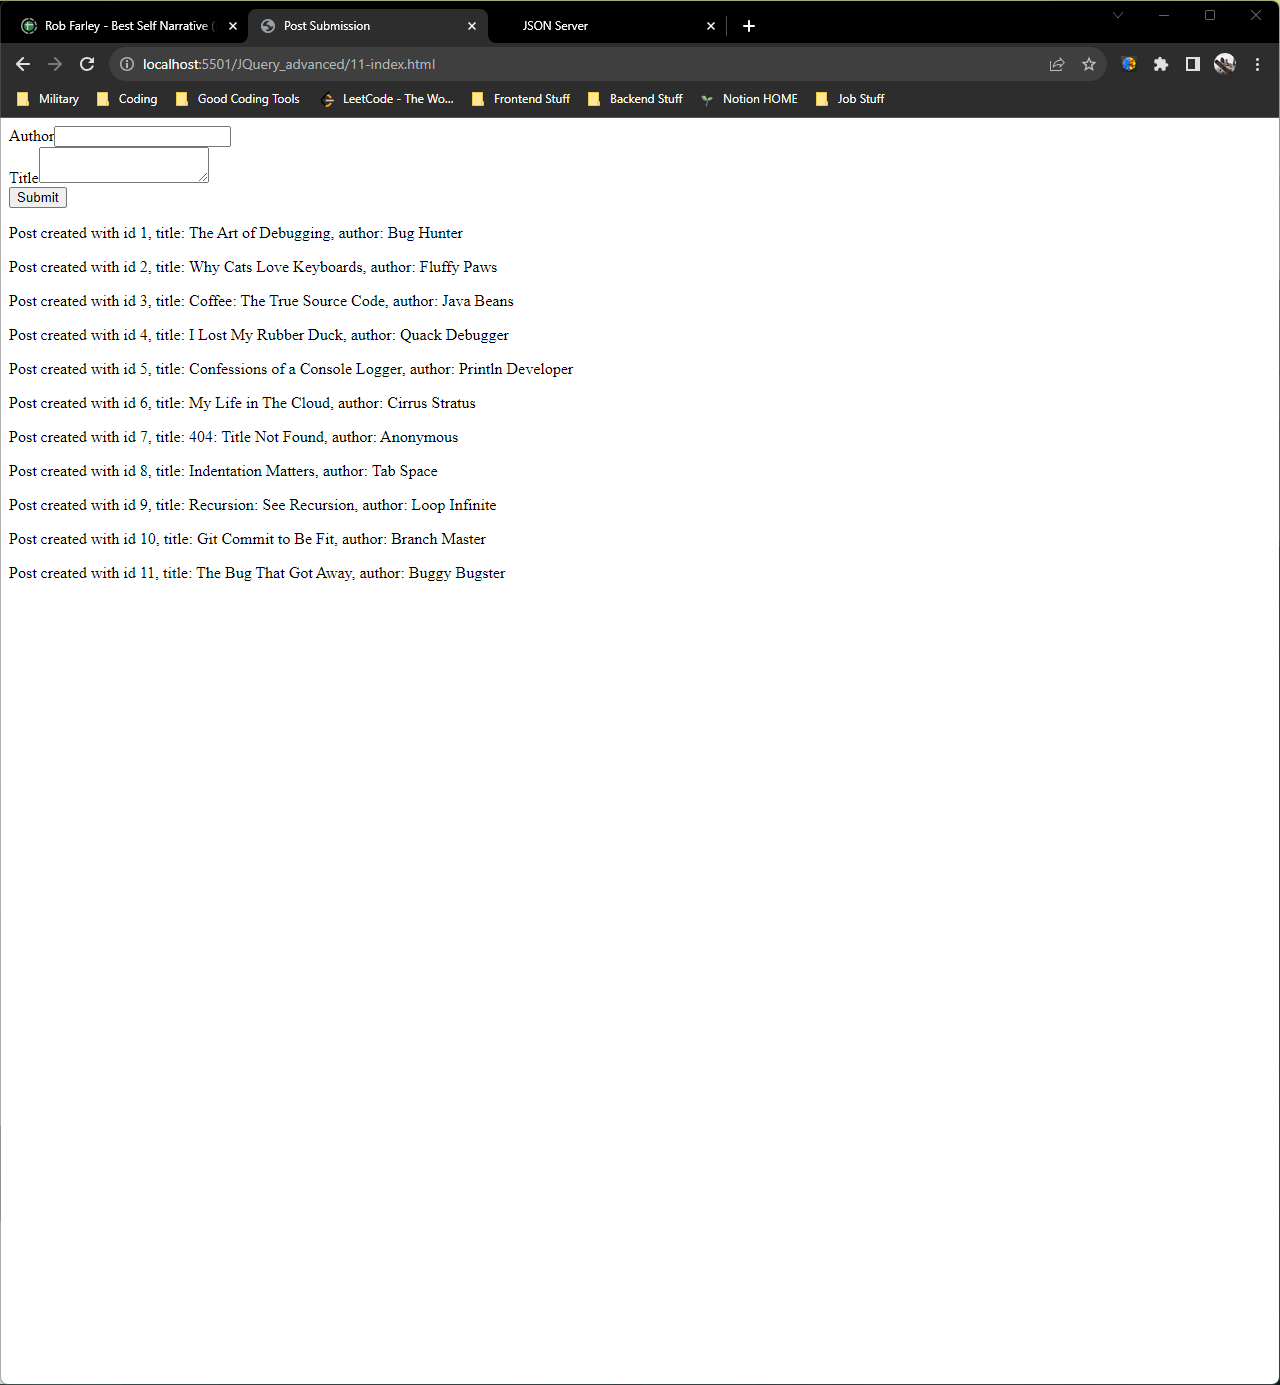 Rob Farley - Best Self Narrative (
Post Submission
JSON Server
localhost:5501/JQuery_advanced/11-index.html
Military
Coding
Good Coding Tools
LeetCode - The Wo...
Frontend Stuff
Backend Stuff
Notion HOME
Job Stuff
Author
Title
Submit
Post created with id 1, title: The Art of Debugging, author: Bug Hunter
Post created with id 2, title: Why Cats Love Keyboards, author: Fluffy Paws
Post created with id 3, title: Coffee: The True Source Code, author: Java Beans
Post created with id 4, title: I Lost My Rubber Duck, author: Quack Debugger
Post created with id 5, title: Confessions of a Console Logger, author: Println Developer
Post created with id 6, title: My Life in The Cloud, author: Cirrus Stratus
Post created with id 7, title: 404: Title Not Found, author: Anonymous
Post created with id 8, title: Indentation Matters, author: Tab Space
Post created with id 9, title: Recursion: See Recursion, author: Loop Infinite
Post created with id 10, title: Git Commit to Be Fit, author: Branch Master
Post created with id 11, title: The Bug That Got Away, author: Buggy Bugster